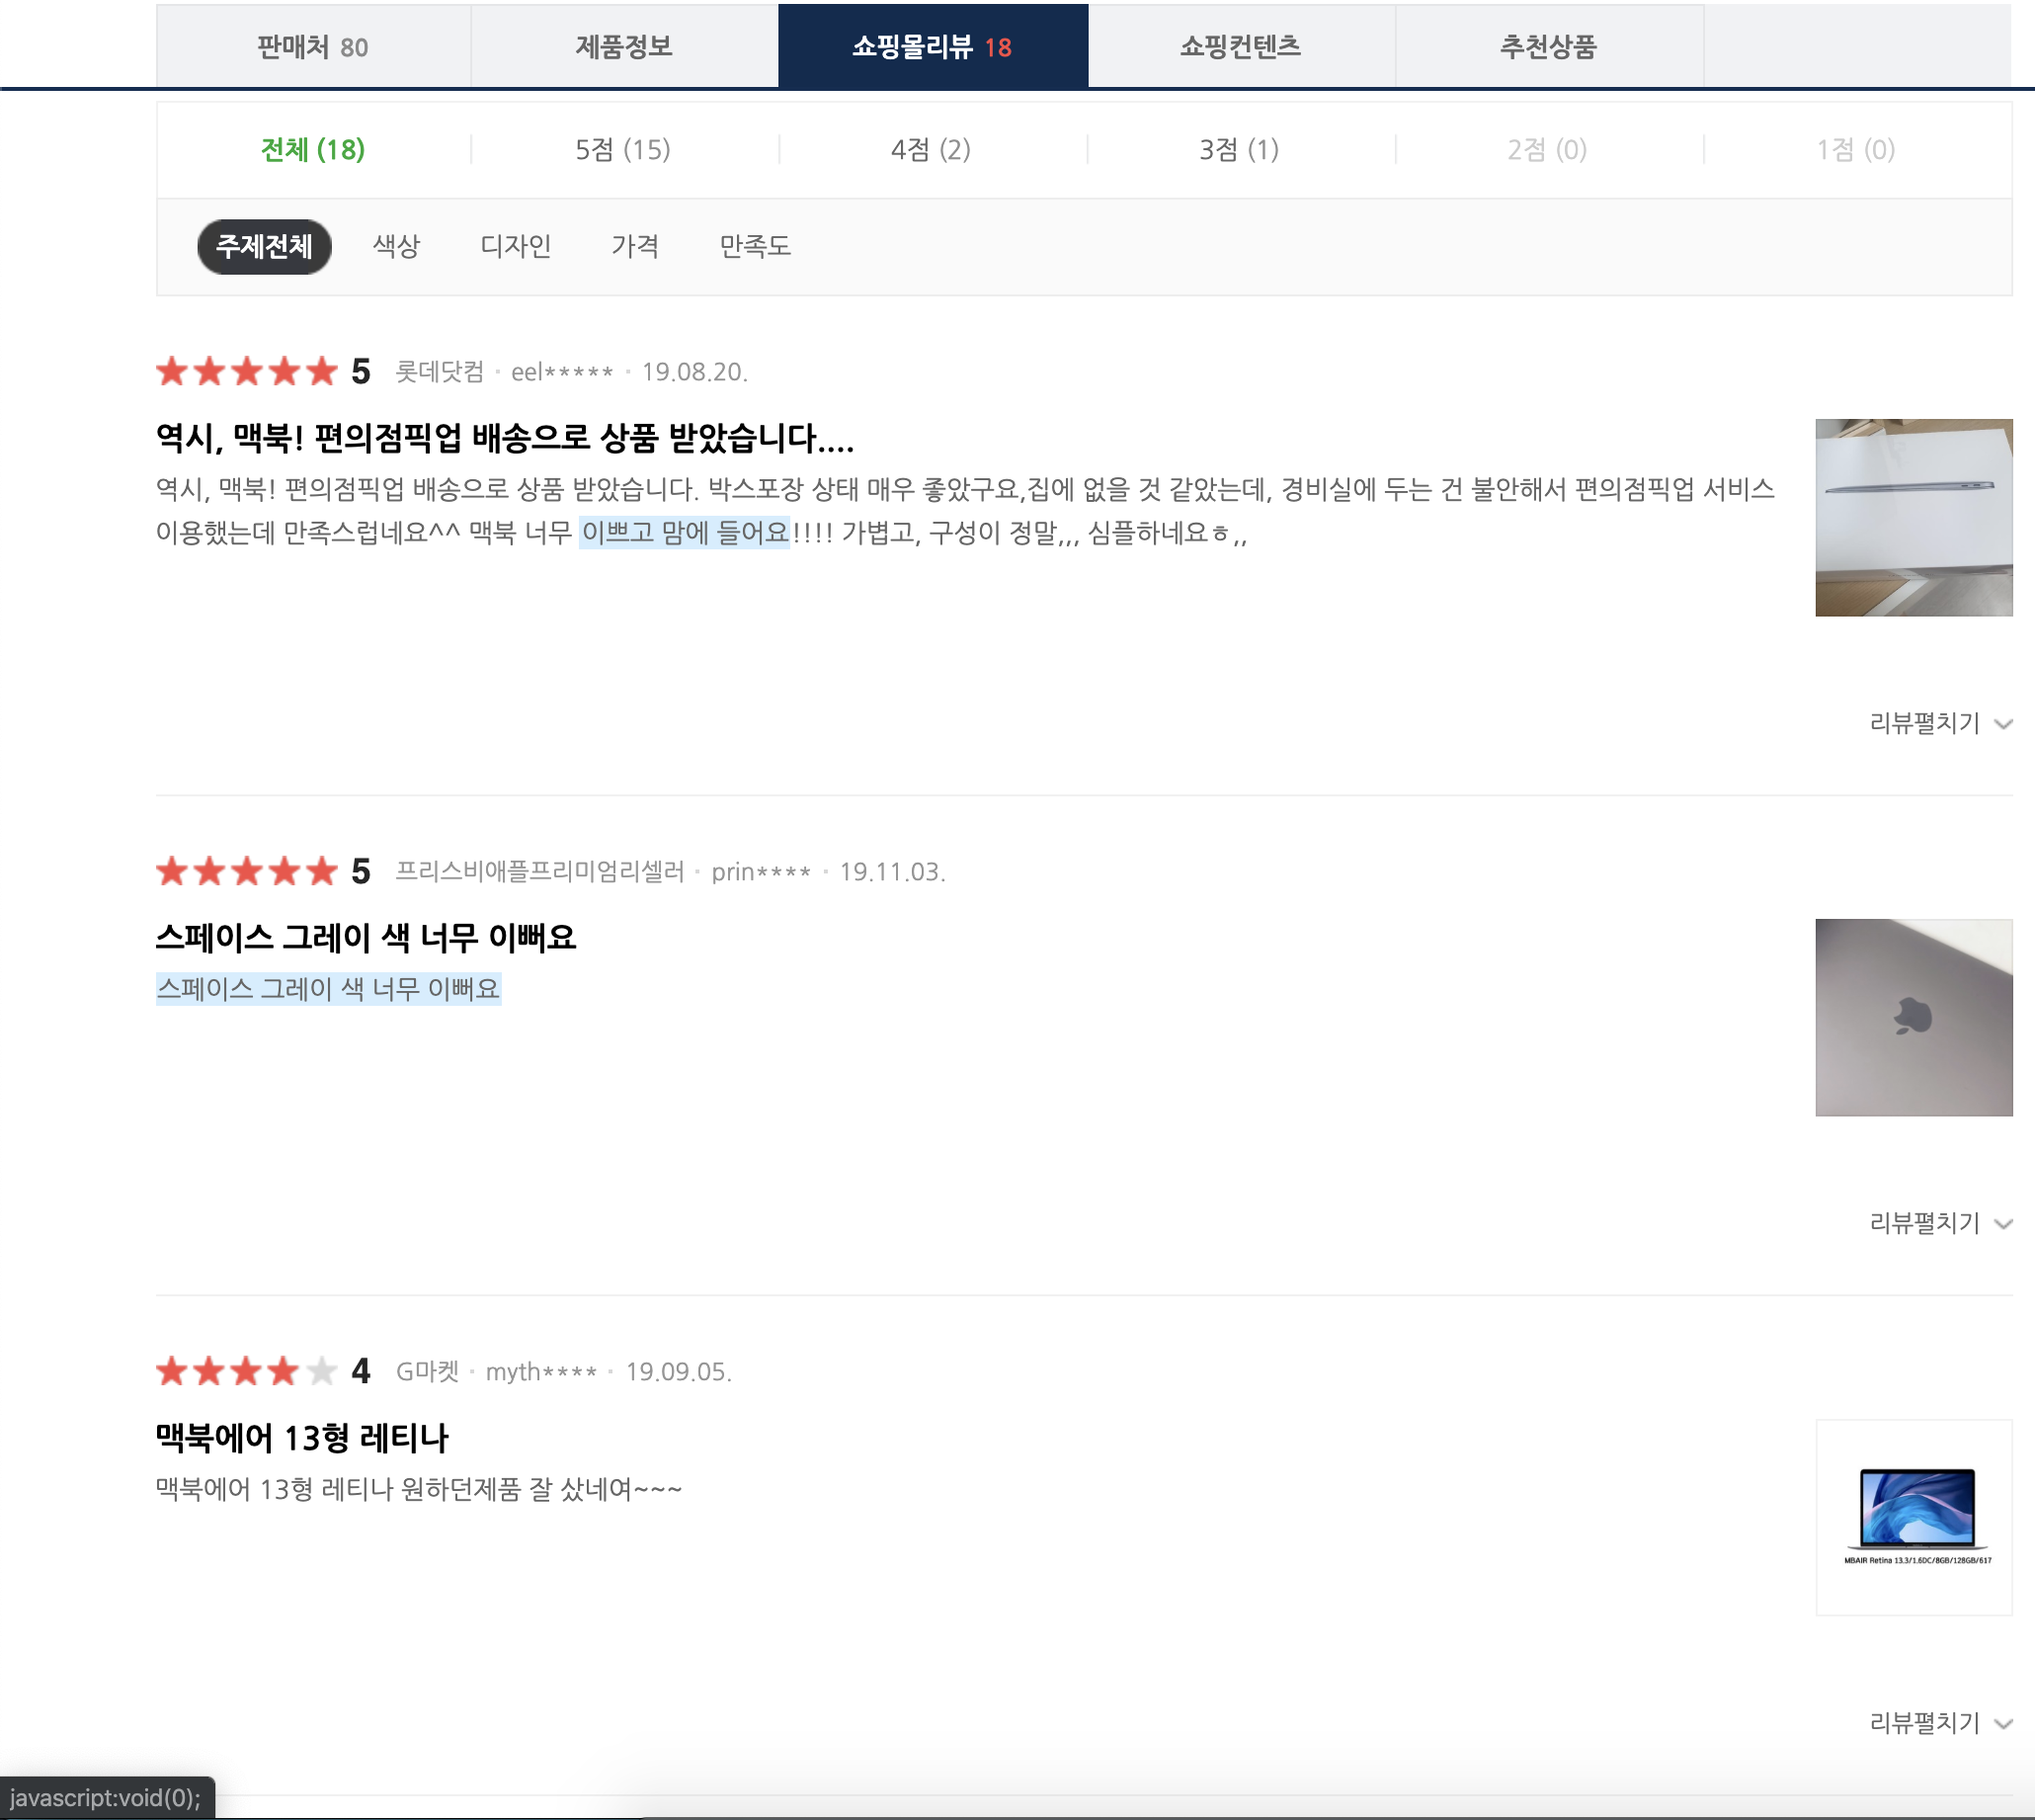 판매처 80
제품정보
쇼핑몰리뷰 18
쇼핑컨텐츠
추천상품
전체 (18)
5점 (15)
4점 (2)
3점 (1)
2점 (0)
1점 (0)
주제전체
색상
디자인
가격
만족도
5 롯데닷컴 · eel***** · 19.08.20.
역시, 맥북! 편의점픽업 배송으로 상품 받았습니다....
역시, 맥북! 편의점픽업 배송으로 상품 받았습니다. 박스포장 상태 매우 좋았구요,집에 없을 것 같았는데, 경비실에 두는 건 불안해서 편의점픽업 서비스
이용했는데 만족스럽네요^^ 맥북 너무 이쁘고 맘에 들어요!!!! 가볍고, 구성이 정말,,, 심플하네요ㅎ,,
리뷰펼치기
5 프리스비애플프리미엄리셀러 · prin**** · 19.11.03.
스페이스 그레이 색 너무 이뻐요
스페이스 그레이 색 너무 이뻐요
리뷰펼치기
4 G마켓 · myth**** · 19.09.05.
맥북에어 13형 레티나
맥북에어 13형 레티나 원하던제품 잘 샀네여~~~
MBAIR Retina 13.3/1.6DC/8GB/128GB/617
리뷰펼치기
javascript:void(0);